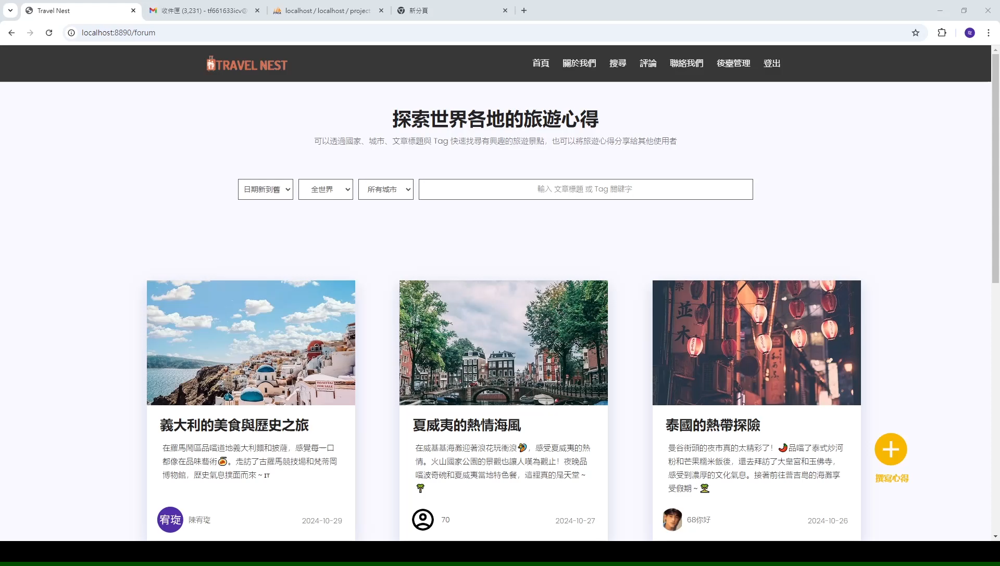 Travel Nest
收件匣 (3,231) - tf661633icv@
localhost / localhost / project
新分頁
localhost:8890/forum
琁
TRAVEL NEST
首頁
關於我們
搜尋
評論
聯絡我們
後臺管理
登出
探索世界各地的旅遊心得
可以透過國家、城市、文章標題與 Tag 快速找尋有興趣的旅遊景點，也可以將旅遊心得分享給其他使用者
日期新到舊
全世界
所有城市
輸入 文章標題 或 Tag 關鍵字
FOR SALE
並
木
義大利的美食與歷史之旅
在羅馬鬧區品嚐道地義大利麵和披薩，感覺每一口
都像在品味藝術🍝。走訪了古羅馬競技場和梵蒂岡
博物館，歷史氣息撲面而來 ~ IT
宥琁
陳宥琁
2024-10-29
夏威夷的熱情海風
在威基基海灘迎著浪花玩衝浪🏄，感受夏威夷的熱
情。火山國家公園的景觀也讓人嘆為觀止！夜晚品
嚐波奇碗和夏威夷當地特色餐，這裡真的是天堂 ~
🌴
70
2024-10-27
泰國的熱帶探險
曼谷街頭的夜市真的太精彩了！🌶️品嚐了泰式炒河
粉和芒果糯米飯後，還去拜訪了大皇宮和玉佛寺，
感受到濃厚的文化氣息。接著前往普吉島的海灘享
受假期 ~ 🏝️
68你好
2024-10-26
撰寫心得